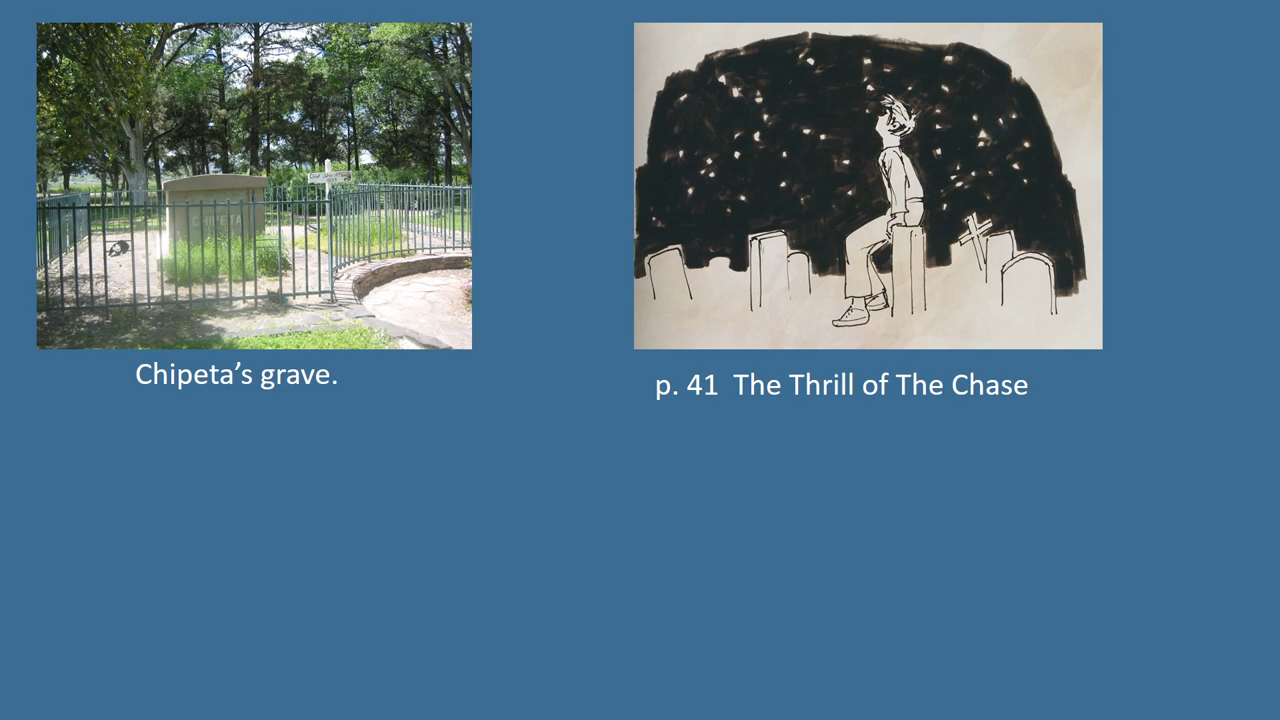 Chipeta’s grave.
p. 41  The Thrill of The Chase